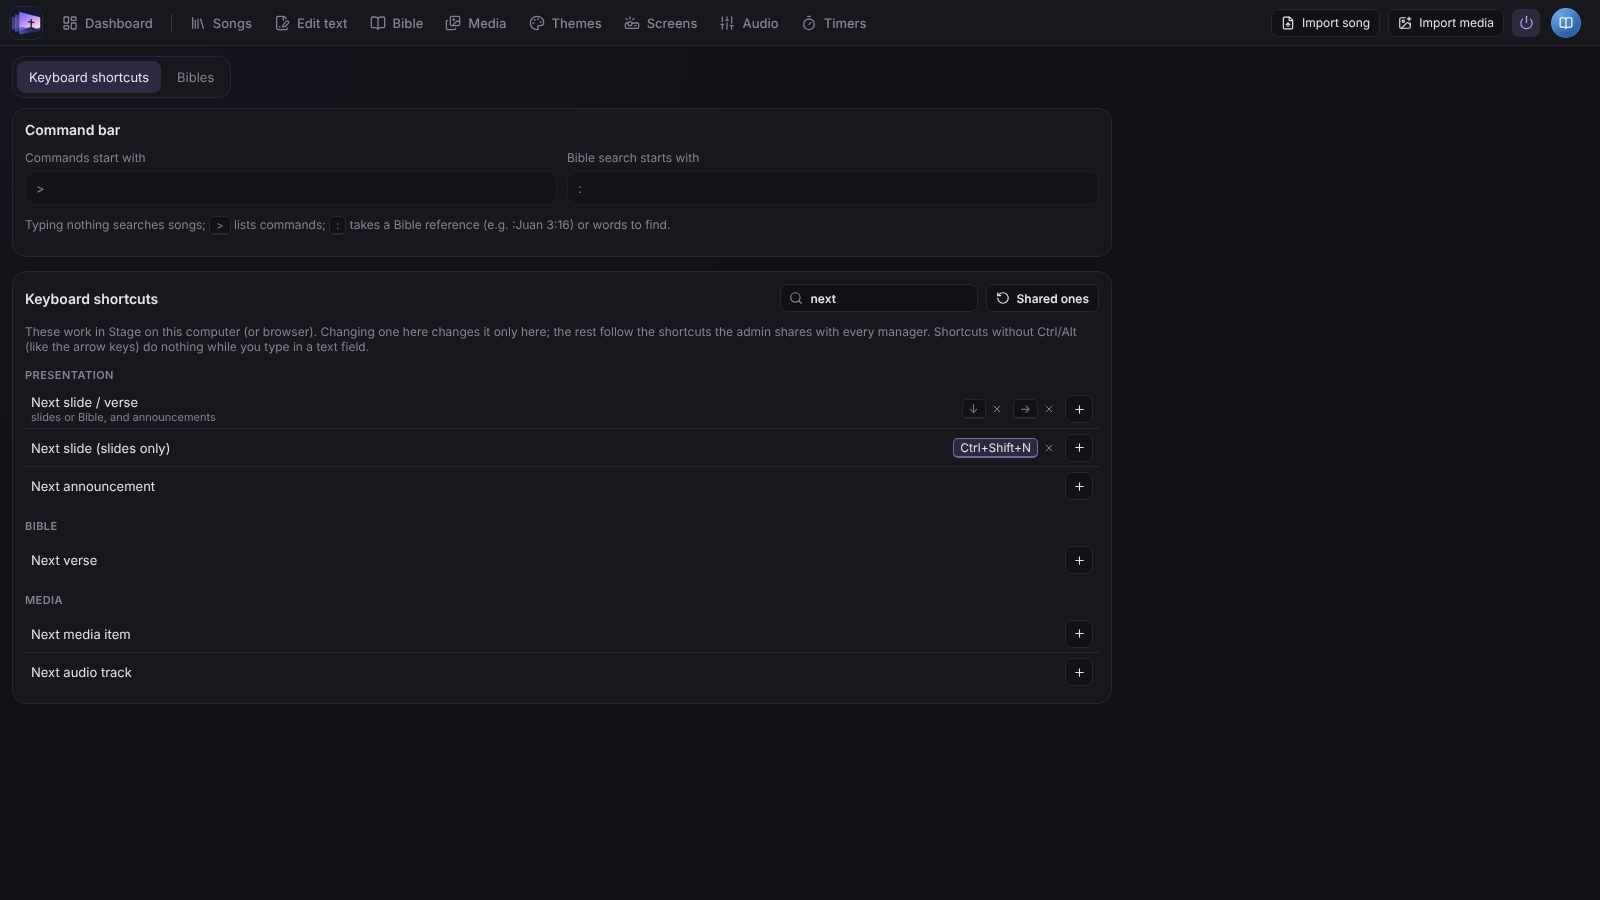 Dashboard
Songs
Edit text
Bible
Media
Themes
Screens
Audio
Timers
Import song
Import media
Keyboard shortcuts
Bibles
Command bar
Commands start with
Bible search starts with
>
:
Typing nothing searches songs; > lists commands; : takes a Bible reference (e.g. :Juan 3:16) or words to find.
Keyboard shortcuts
next
Shared ones
These work in Stage on this computer (or browser). Changing one here changes it only here; the rest follow the shortcuts the admin shares with every manager. Shortcuts without Ctrl/Alt
(like the arrow keys) do nothing while you type in a text field.
PRESENTATION
Next slide / verse
slides or Bible, and announcements
↓ × → × +
Next slide (slides only)
Ctrl+Shift+N × +
Next announcement
+
BIBLE
Next verse
+
MEDIA
Next media item
+
Next audio track
+